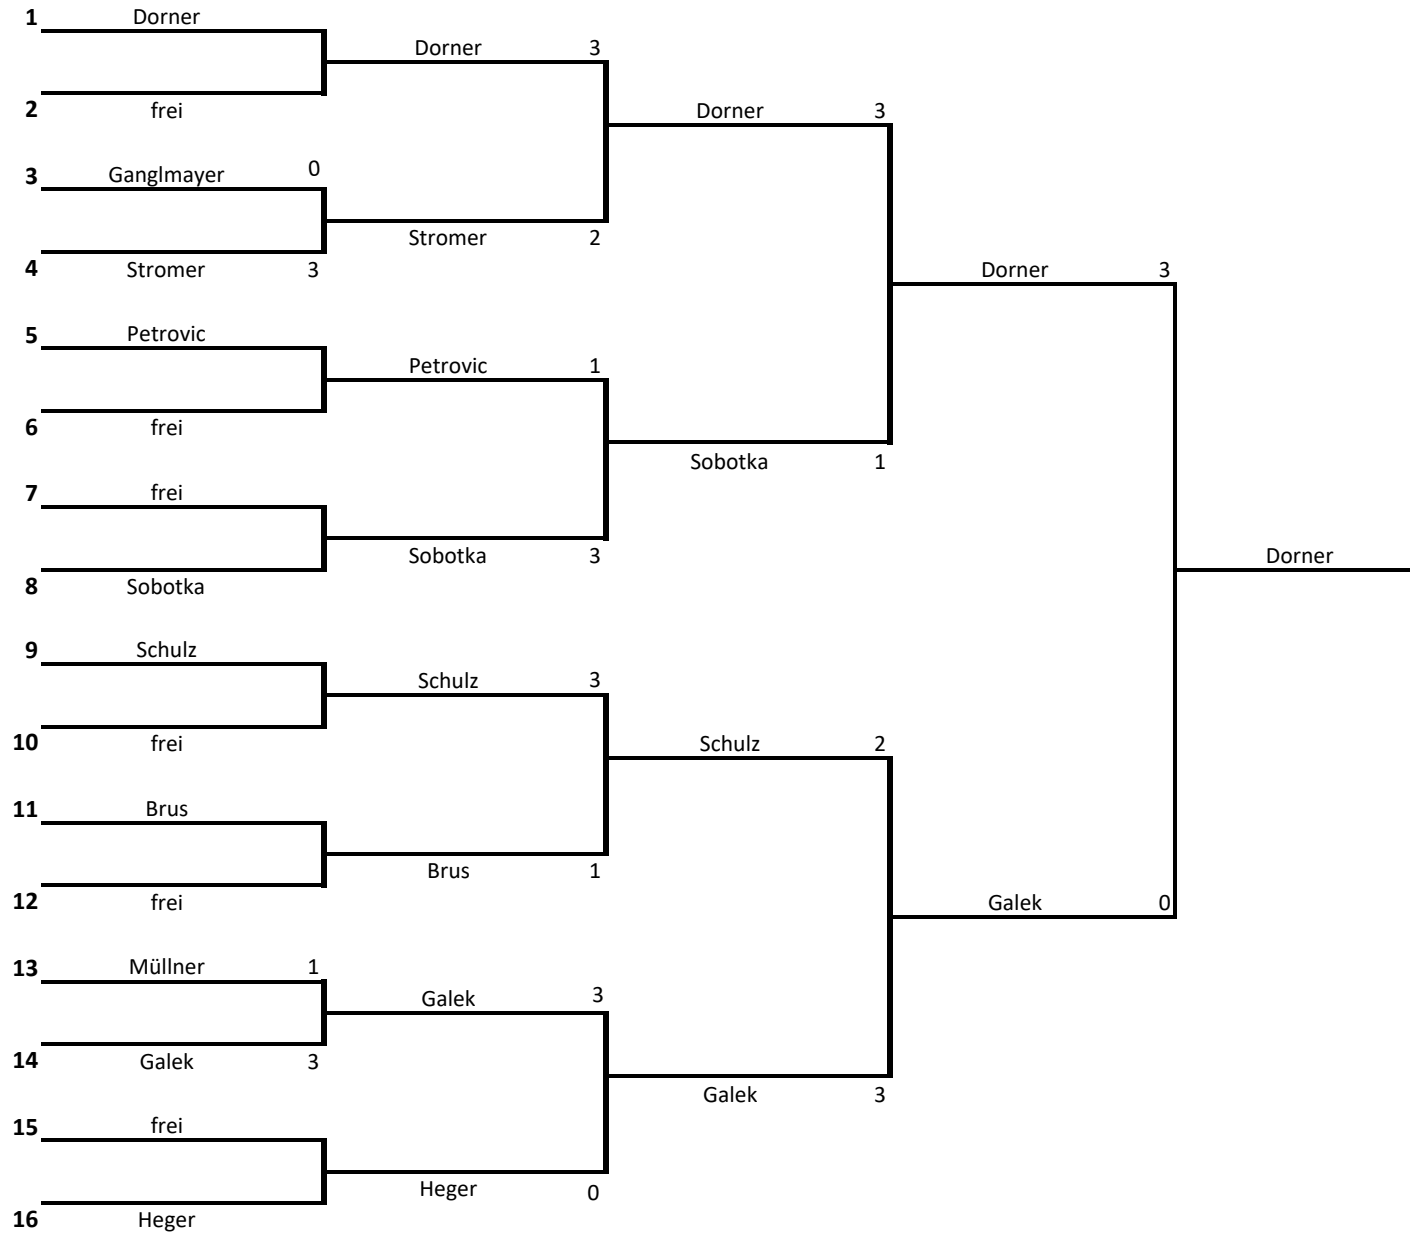 1 Dorner
Dorner 3
2 frei
Dorner 3
3 Ganglmayer 0
Stromer 2
4 Stromer 3
Dorner 3
5 Petrovic
Petrovic 1
6 frei
Sobotka 1
7 frei
Sobotka 3
8 Sobotka
Dorner
9 Schulz
Schulz 3
10 frei
Schulz 2
11 Brus
Brus 1
12 frei
Galek 0
13 Müllner 1
Galek 3
14 Galek 3
Galek 3
15 frei
Heger 0
16 Heger